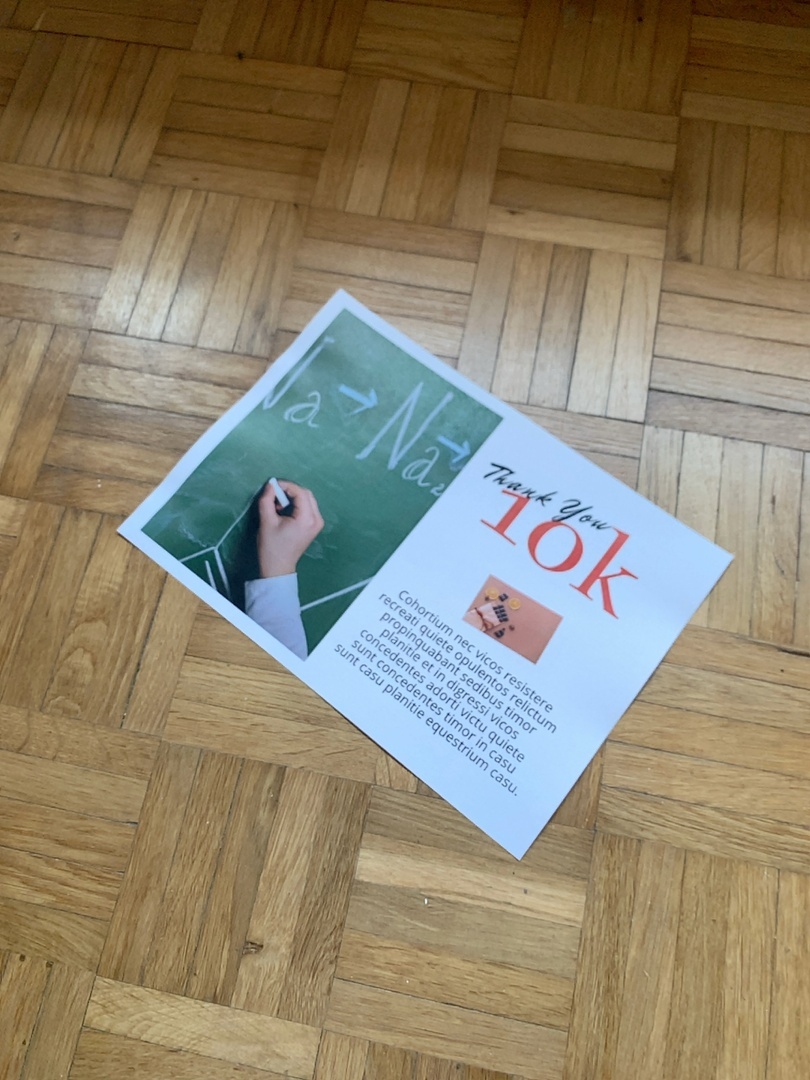 Na → Na₂ →
Thank You
10k
Cohortium nec vicos resistere
recreati quiete opulentos relictum
propinquabant sedibus timor
planitie et in digressi vicos
concedentes adorti victu quiete
sunt concedentes timor in casu
sunt casu planitie equestrium casu.